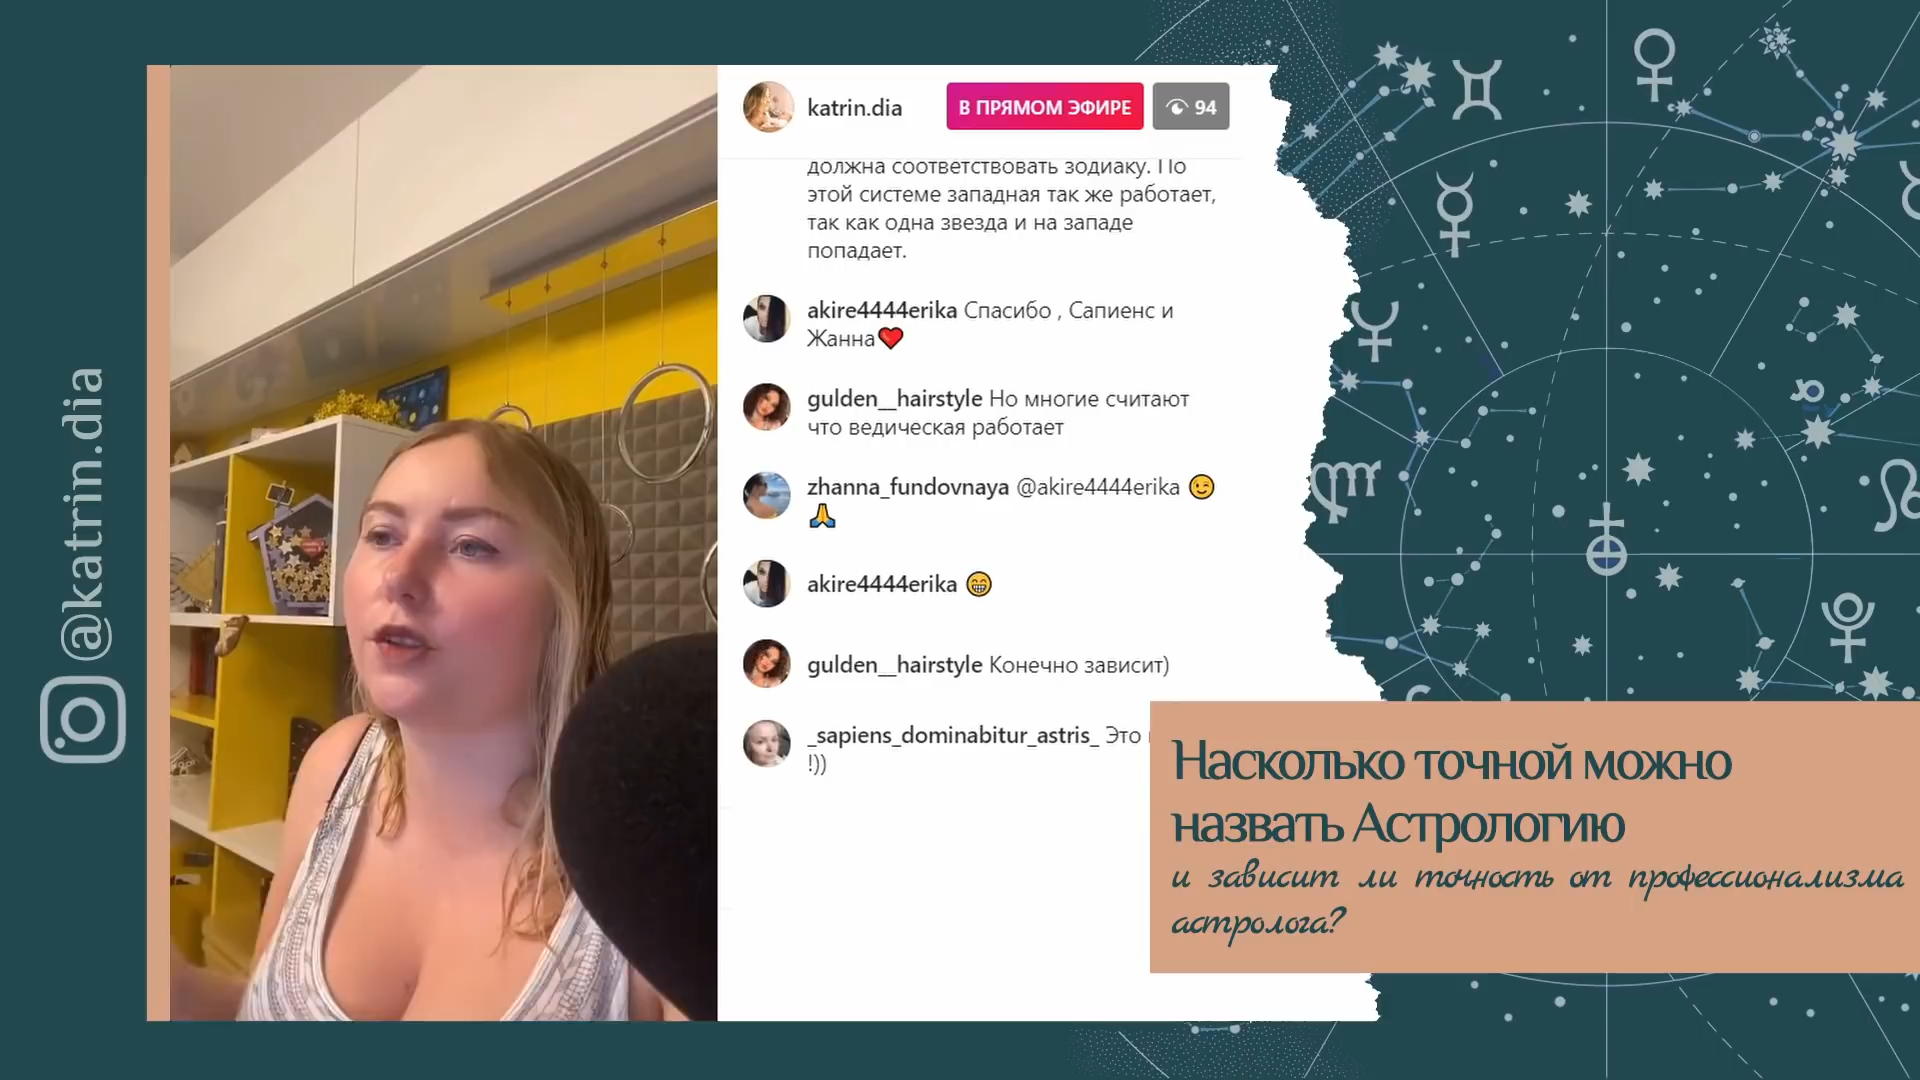 @katrin.dia
katrin.dia
В ПРЯМОМ ЭФИРЕ
94
должна соответствовать зодиаку. По
этой системе западная так же работает,
так как одна звезда и на западе
попадает.
akire4444erika Спасибо , Сапиенс и
Жанна❤️
gulden__hairstyle Но многие считают
что ведическая работает
zhanna_fundovnaya @akire4444erika 😉
🙏
akire4444erika 😁
gulden__hairstyle Конечно зависит)
_sapiens_dominabitur_astris_ Это
!))
Насколько точной можно
назвать Астрологию
и зависит ли точность от профессионализма
астролога?